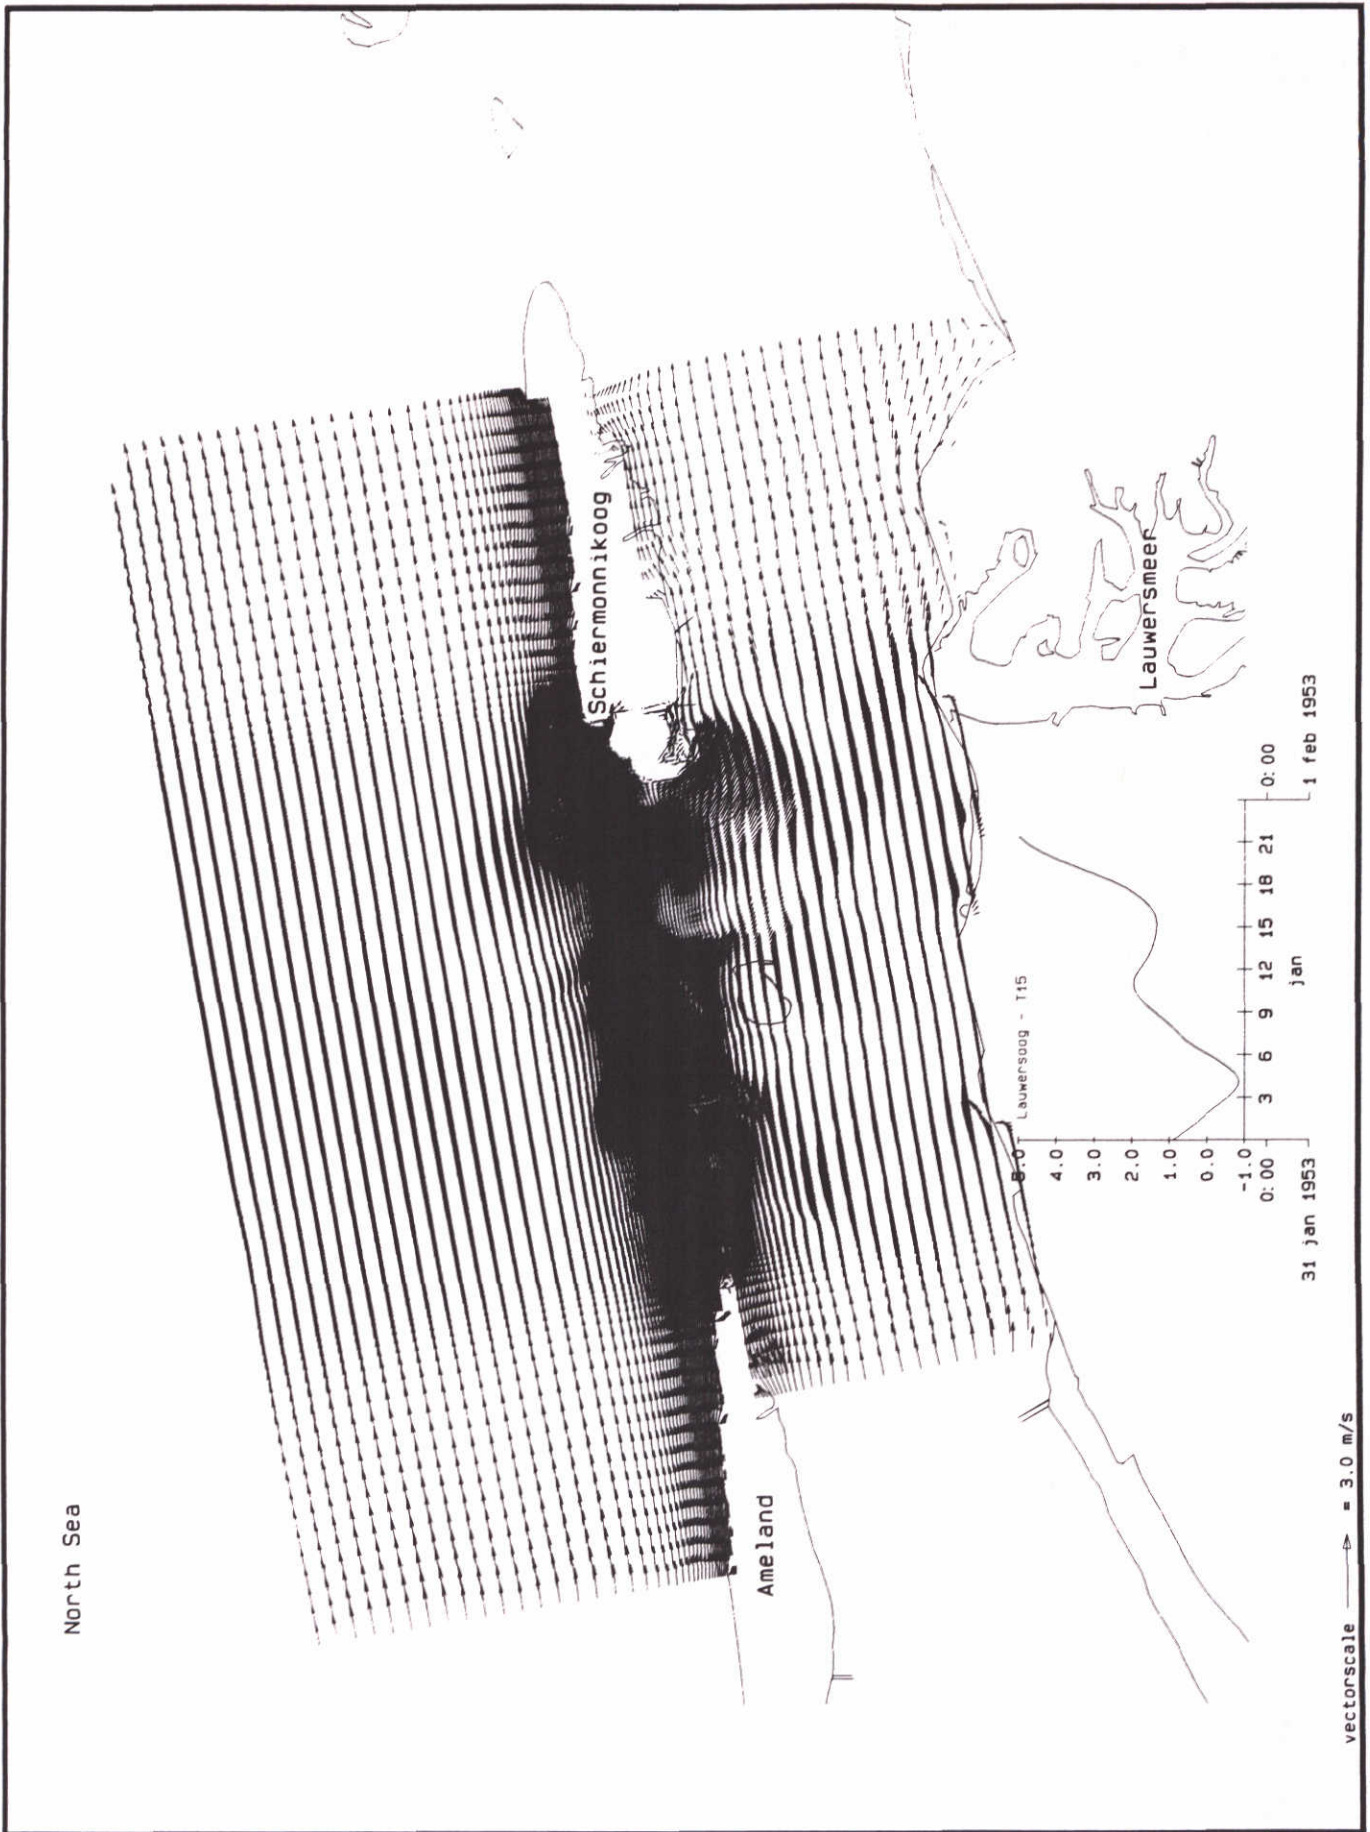 North Sea
Schiermonnikoog
Ameland
Lauwersmeer
Lauwersoog - T15
5.0
4.0
3.0
2.0
1.0
0.0
-1.0
0:00 3 6 9 12 15 18 21 0:00
31 jan 1953 jan 1 feb 1953
vectorscale = 3.0 m/s